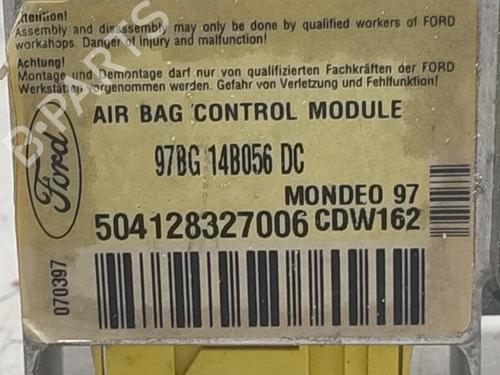 Attention!
Assembly and disassembly may only be done by qualified workers of FORD
workshops. Danger of injury and malfunction!
Achtung!
Montage und Demontage darf nur von qualifizierten Fachkräften der FORD
Werkstätten vorgenommen werden. Gefahr von Verletzung und Fehlfunktion!
AIR BAG CONTROL MODULE
97BG 14B056 DC
MONDEO 97
504128327006 CDW162
Ford
070397
B-PARTS